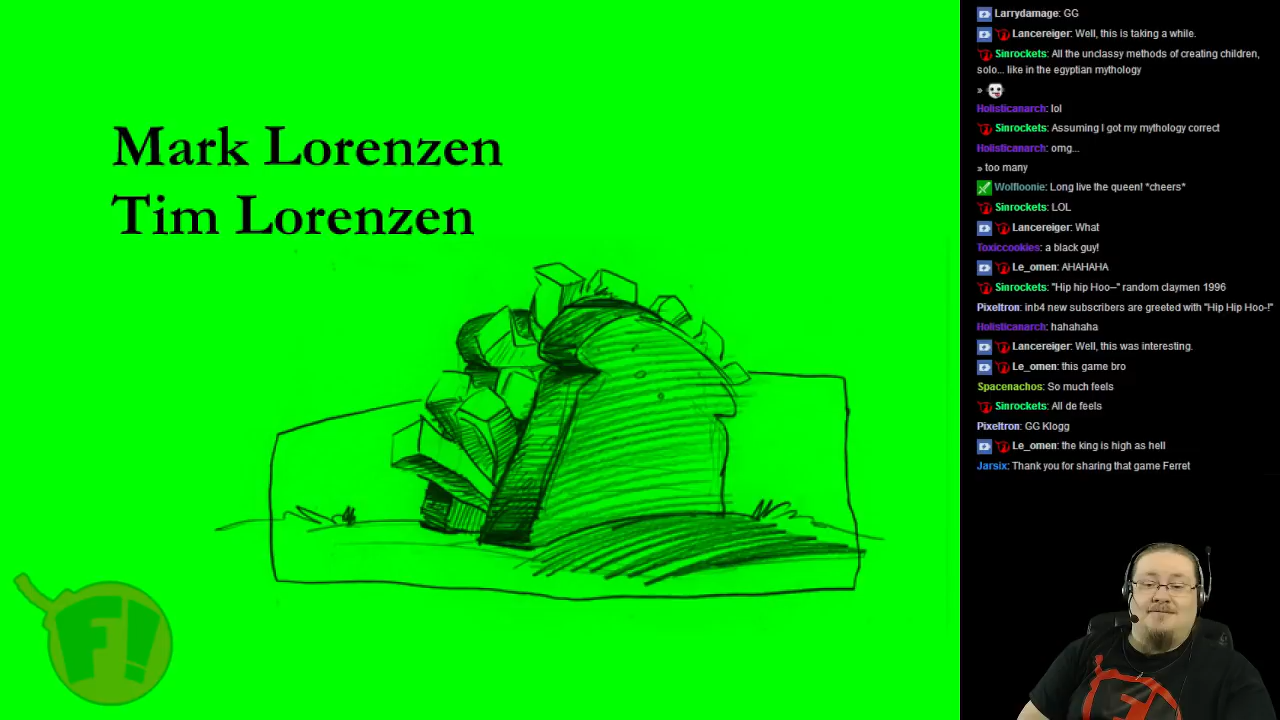 Mark Lorenzen
Tim Lorenzen
F!
Larrydamage: GG
Lancereiger: Well, this is taking a while.
Sinrockets: All the unclassy methods of creating children,
solo... like in the egyptian mythology
»
Holisticanarch: lol
Sinrockets: Assuming I got my mythology correct
Holisticanarch: omg...
» too many
Wolfloonie: Long live the queen! *cheers*
Sinrockets: LOL
Lancereiger: What
Toxiccookies: a black guy!
Le_omen: AHAHAHA
Sinrockets: "Hip hip Hoo--" random claymen 1996
Pixeltron: inb4 new subscribers are greeted with "Hip Hip Hoo-!"
Holisticanarch: hahahaha
Lancereiger: Well, this was interesting.
Le_omen: this game bro
Spacenachos: So much feels
Sinrockets: All de feels
Pixeltron: GG Klogg
Le_omen: the king is high as hell
Jarsix: Thank you for sharing that game Ferret